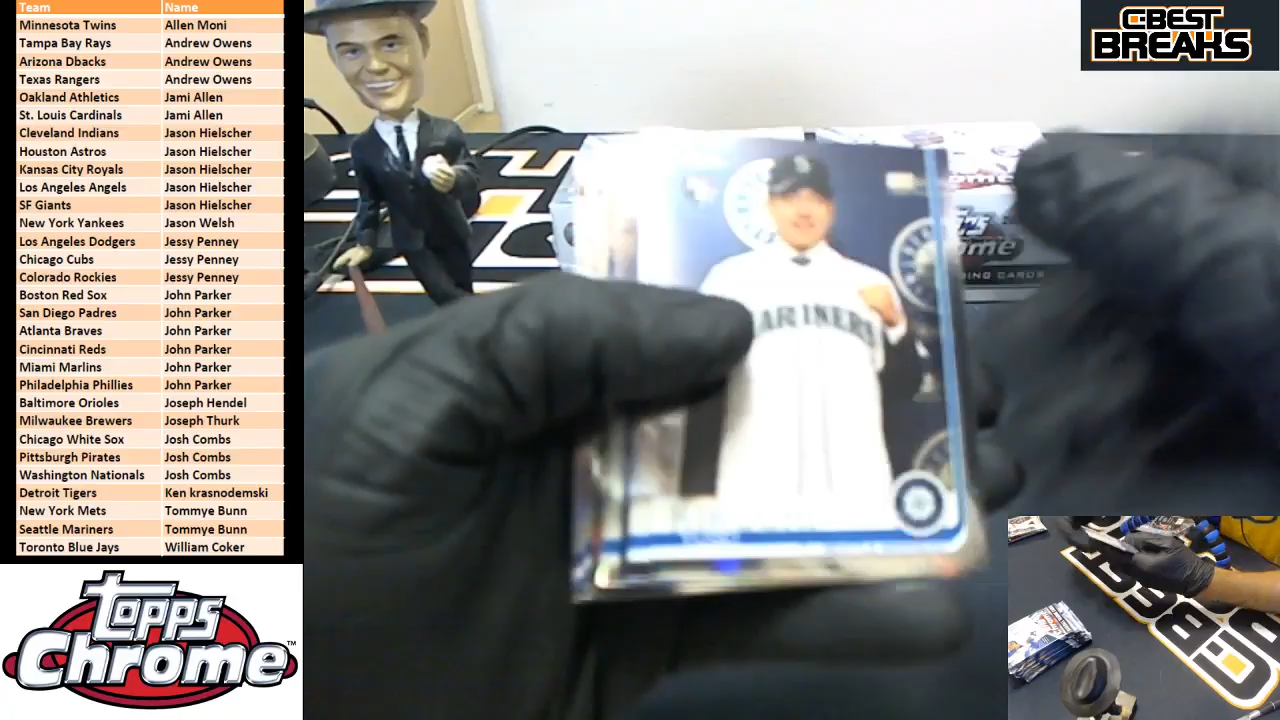 Team Name
Minnesota Twins Allen Moni
Tampa Bay Rays Andrew Owens
Arizona Dbacks Andrew Owens
Texas Rangers Andrew Owens
Oakland Athletics Jami Allen
St. Louis Cardinals Jami Allen
Cleveland Indians Jason Hielscher
Houston Astros Jason Hielscher
Kansas City Royals Jason Hielscher
Los Angeles Angels Jason Hielscher
SF Giants Jason Hielscher
New York Yankees Jason Welsh
Los Angeles Dodgers Jessy Penney
Chicago Cubs Jessy Penney
Colorado Rockies Jessy Penney
Boston Red Sox John Parker
San Diego Padres John Parker
Atlanta Braves John Parker
Cincinnati Reds John Parker
Miami Marlins John Parker
Philadelphia Phillies John Parker
Baltimore Orioles Joseph Hendel
Milwaukee Brewers Joseph Thurk
Chicago White Sox Josh Combs
Pittsburgh Pirates Josh Combs
Washington Nationals Josh Combs
Detroit Tigers Ken krasnodemski
New York Mets Tommye Bunn
Seattle Mariners Tommye Bunn
Toronto Blue Jays William Coker
Topps
Chrome™
C-BEST
BREAKS
ARINERS
CARDS